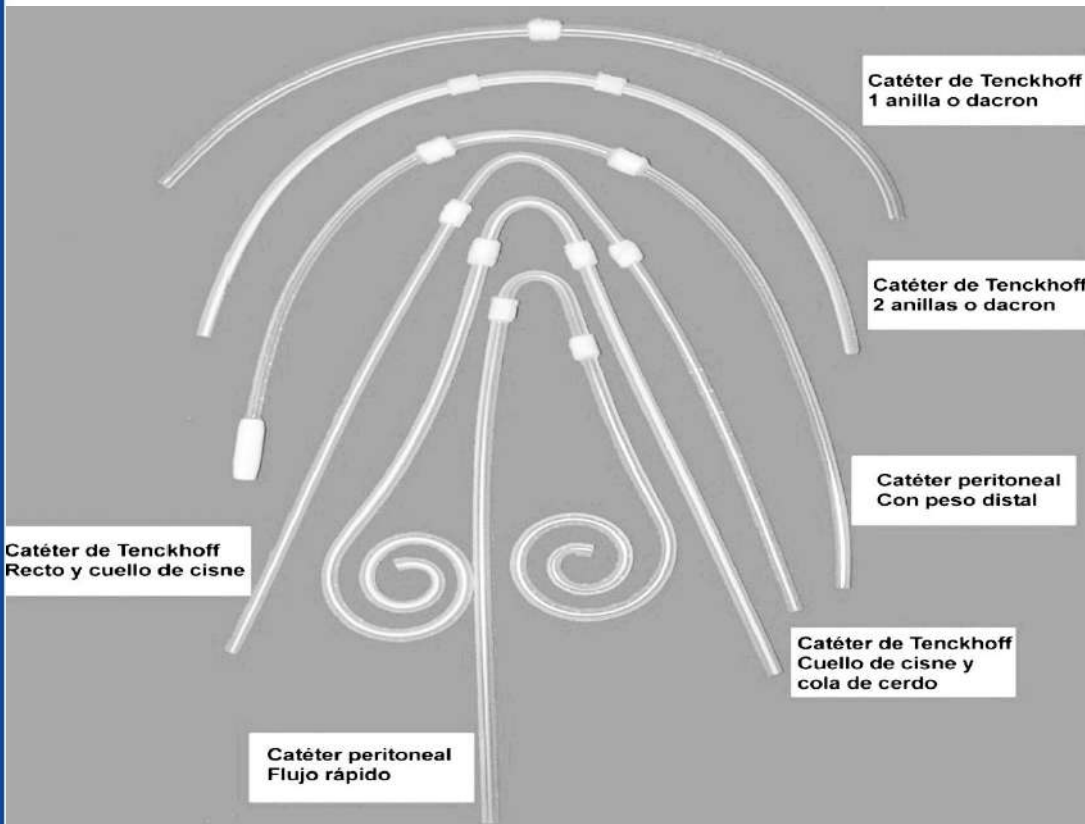 Catéter de Tenckhoff
1 anilla o dacron
Catéter de Tenckhoff
2 anillas o dacron
Catéter peritoneal
Con peso distal
Catéter de Tenckhoff
Recto y cuello de cisne
Catéter de Tenckhoff
Cuello de cisne y
cola de cerdo
Catéter peritoneal
Flujo rápido